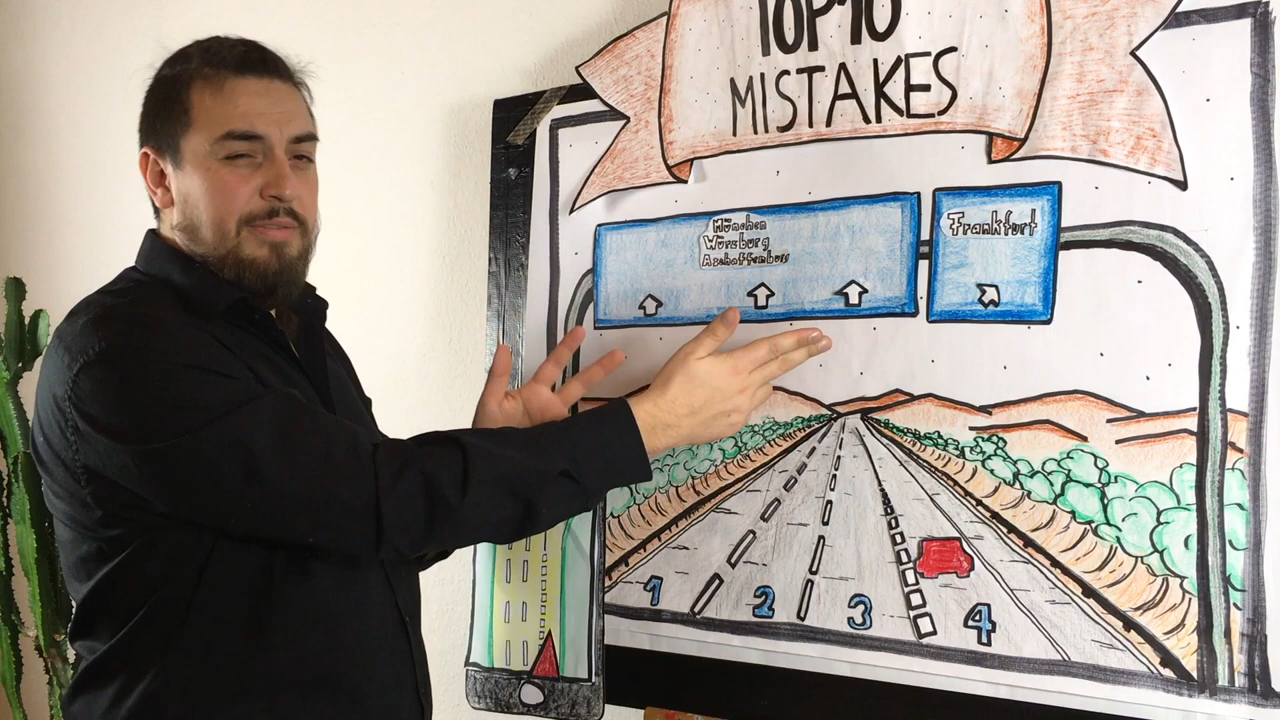 TOP 10
MISTAKES
München
Würzburg
Aschaffenburg
Frankfurt
1
2
3
4